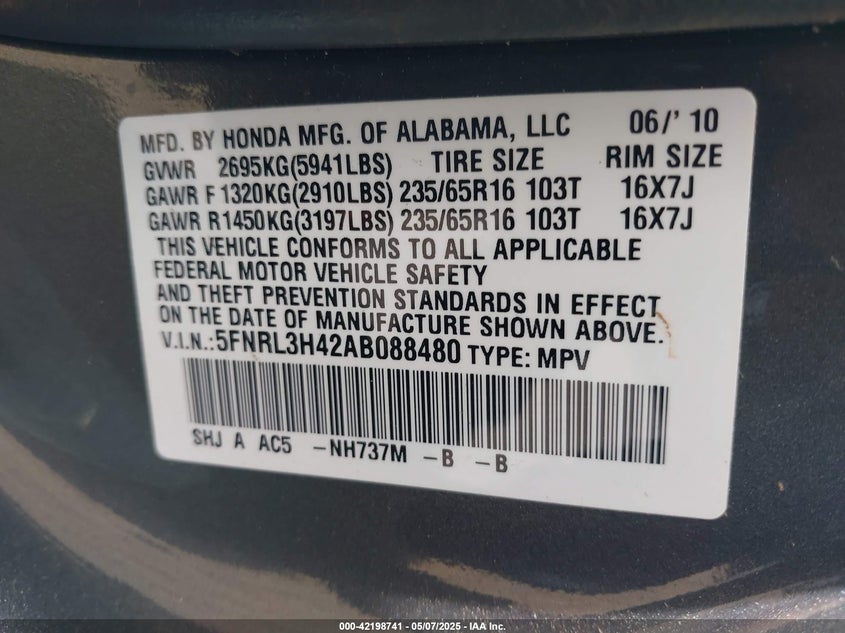 MFD. BY HONDA MFG. OF ALABAMA, LLC 06/' 10
GVWR 2695KG(5941LBS) TIRE SIZE RIM SIZE
GAWR F 1320KG(2910LBS) 235/65R16 103T 16X7J
GAWR R1450KG(3197LBS) 235/65R16 103T 16X7J
THIS VEHICLE CONFORMS TO ALL APPLICABLE
FEDERAL MOTOR VEHICLE SAFETY
AND THEFT PREVENTION STANDARDS IN EFFECT
ON THE DATE OF MANUFACTURE SHOWN ABOVE.
V.I.N.:5FNRL3H42AB088480 TYPE: MPV
SHJ A AC5 -NH737M -B -B
000-42198741 — 05/07/2025 — IAA Inc.